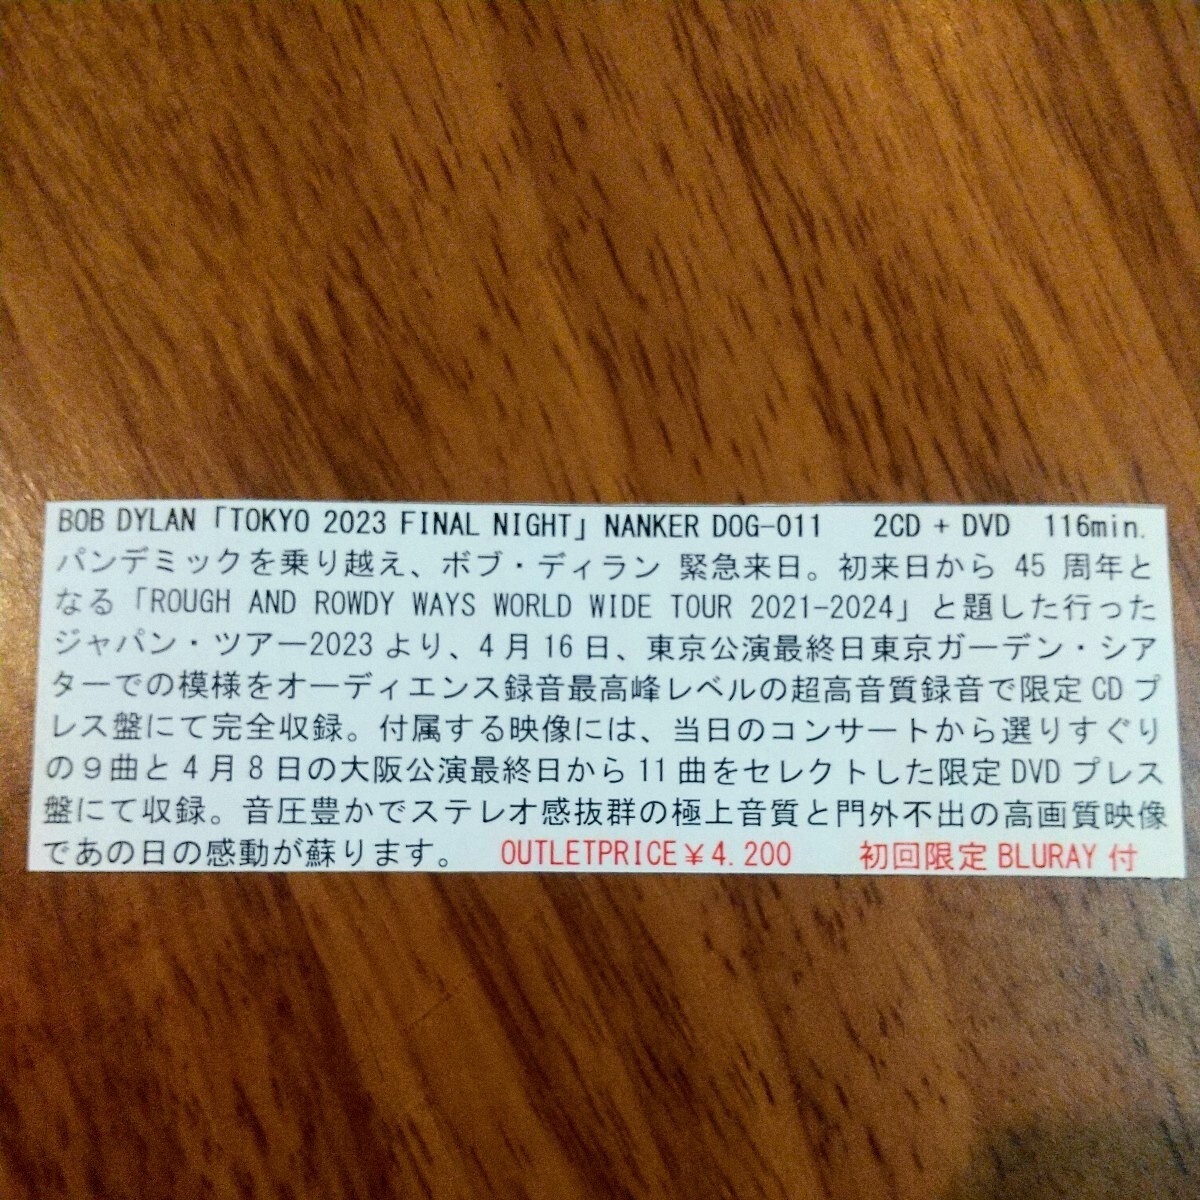 BOB DYLAN「TOKYO 2023 FINAL NIGHT」NANKER DOG-011　2CD + DVD　116min.
パンデミックを乗り越え、ボブ・ディラン 緊急来日。初来日から 45 周年と
なる「ROUGH AND ROWDY WAYS WORLD WIDE TOUR 2021-2024」と題した行った
ジャパン・ツアー2023 より、4 月 16 日、東京公演最終日東京ガーデン・シア
ターでの模様をオーディエンス録音最高峰レベルの超高音質録音で限定 CD プ
レス盤にて完全収録。付属する映像には、当日のコンサートから選りすぐり
の９曲と 4 月 8 日の大阪公演最終日から 11 曲をセレクトした限定 DVD プレス
盤にて収録。音圧豊かでステレオ感抜群の極上音質と門外不出の高画質映像
であの日の感動が蘇ります。　OUTLETPRICE￥4.200　初回限定 BLURAY 付